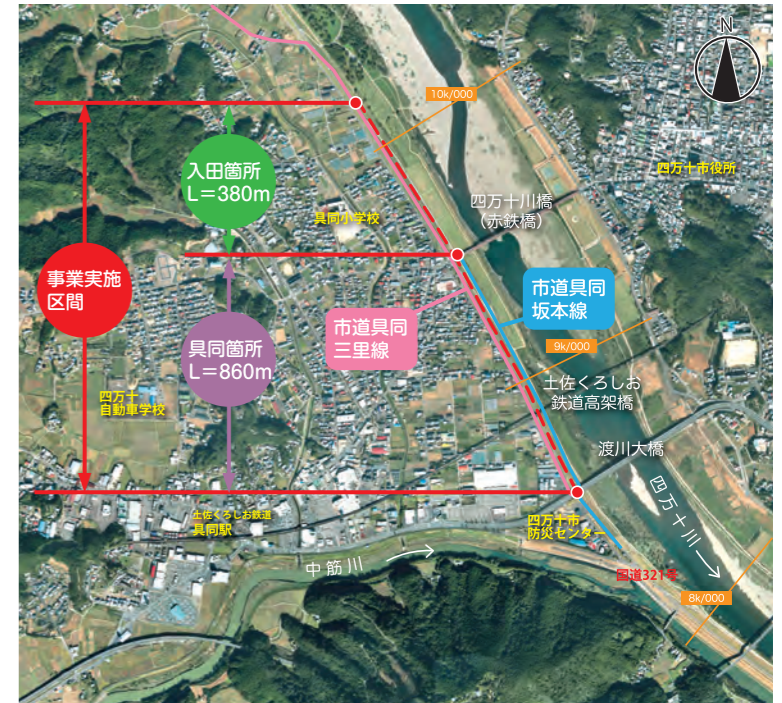 N
10k/000
入田箇所
L=380m
四万十市役所
四万十川橋
(赤鉄橋)
具同小学校
事業実施
区間
市道具同
坂本線
市道具同
三里線
具同箇所
L=860m
9k/000
土佐くろしお
鉄道高架橋
四万十
自動車学校
渡川大橋
四万十川
土佐くろしお鉄道
具同駅
四万十市
防災センター
中筋川
国道321号
8k/000